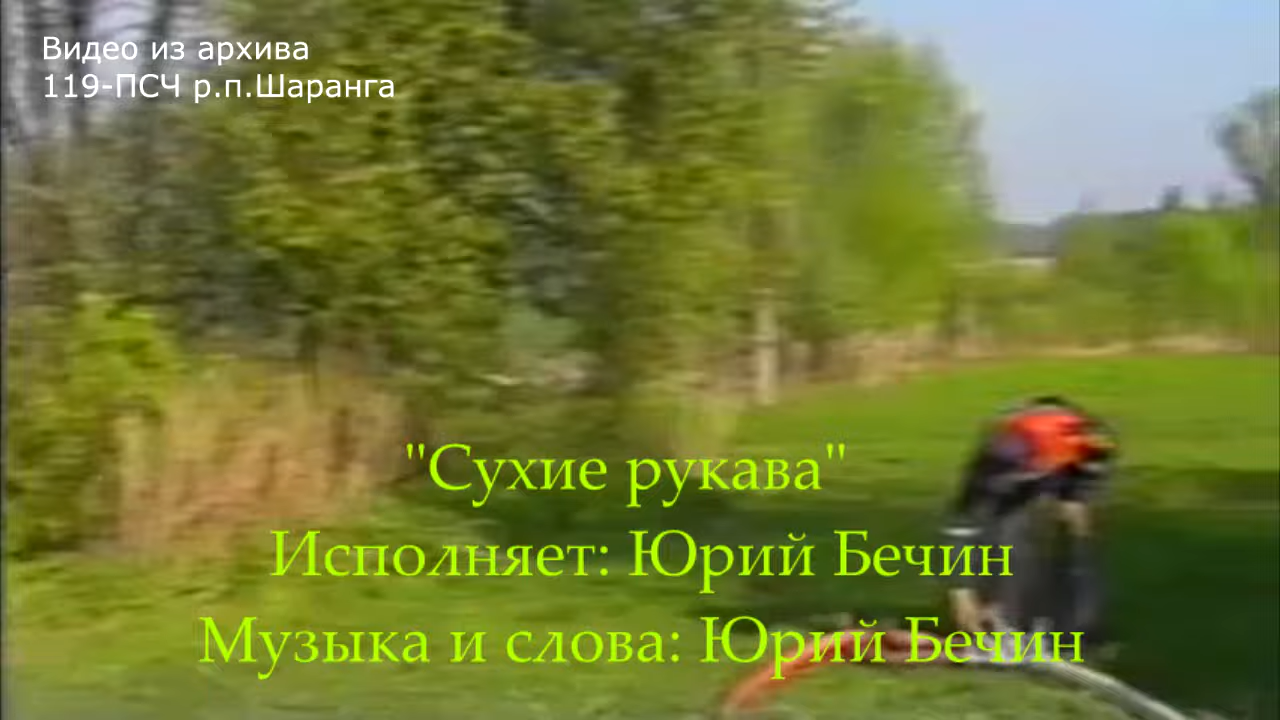 Видео из архива
119-ПСЧ р.п.Шаранга
"Сухие рукава"
Исполняет: Юрий Бечин
Музыка и слова: Юрий Бечин